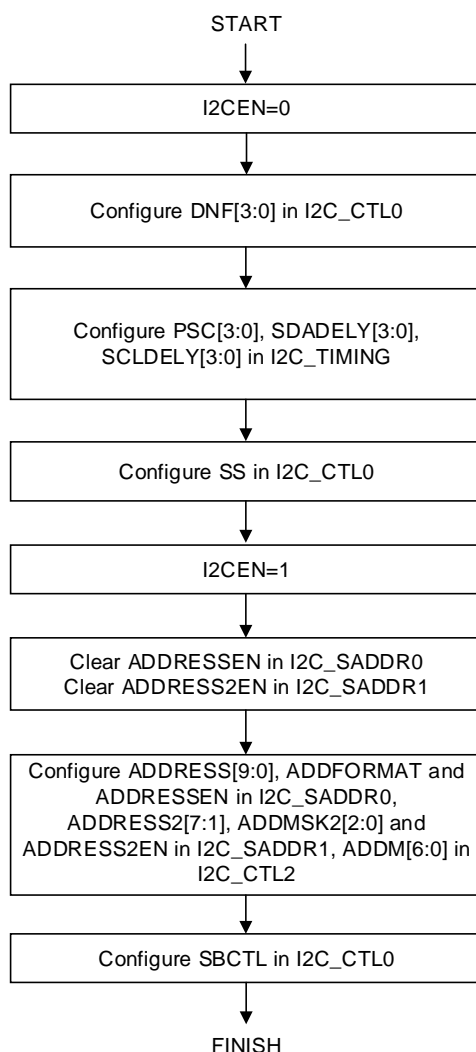 START
I2CEN=0
Configure DNF[3:0] in I2C_CTL0
Configure PSC[3:0], SDADELY[3:0],
SCLDELY[3:0] in I2C_TIMING
Configure SS in I2C_CTL0
I2CEN=1
Clear ADDRESSEN in I2C_SADDR0
Clear ADDRESS2EN in I2C_SADDR1
Configure ADDRESS[9:0], ADDFORMAT and
ADDRESSEN in I2C_SADDR0,
ADDRESS2[7:1], ADDMSK2[2:0] and
ADDRESS2EN in I2C_SADDR1, ADDM[6:0] in
I2C_CTL2
Configure SBCTL in I2C_CTL0
FINISH